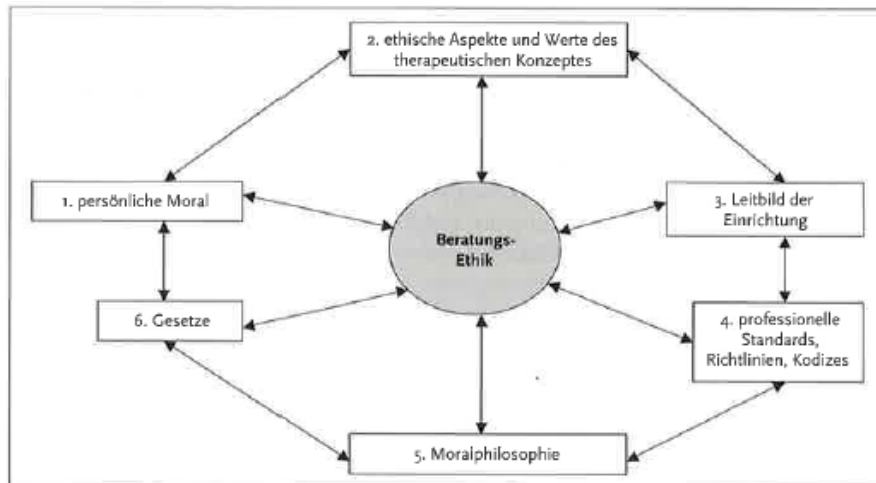 2. ethische Aspekte und Werte des
therapeutischen Konzeptes
1. persönliche Moral
3. Leitbild der
Einrichtung
Beratungs-
Ethik
6. Gesetze
4. professionelle
Standards,
Richtlinien, Kodizes
5. Moralphilosophie